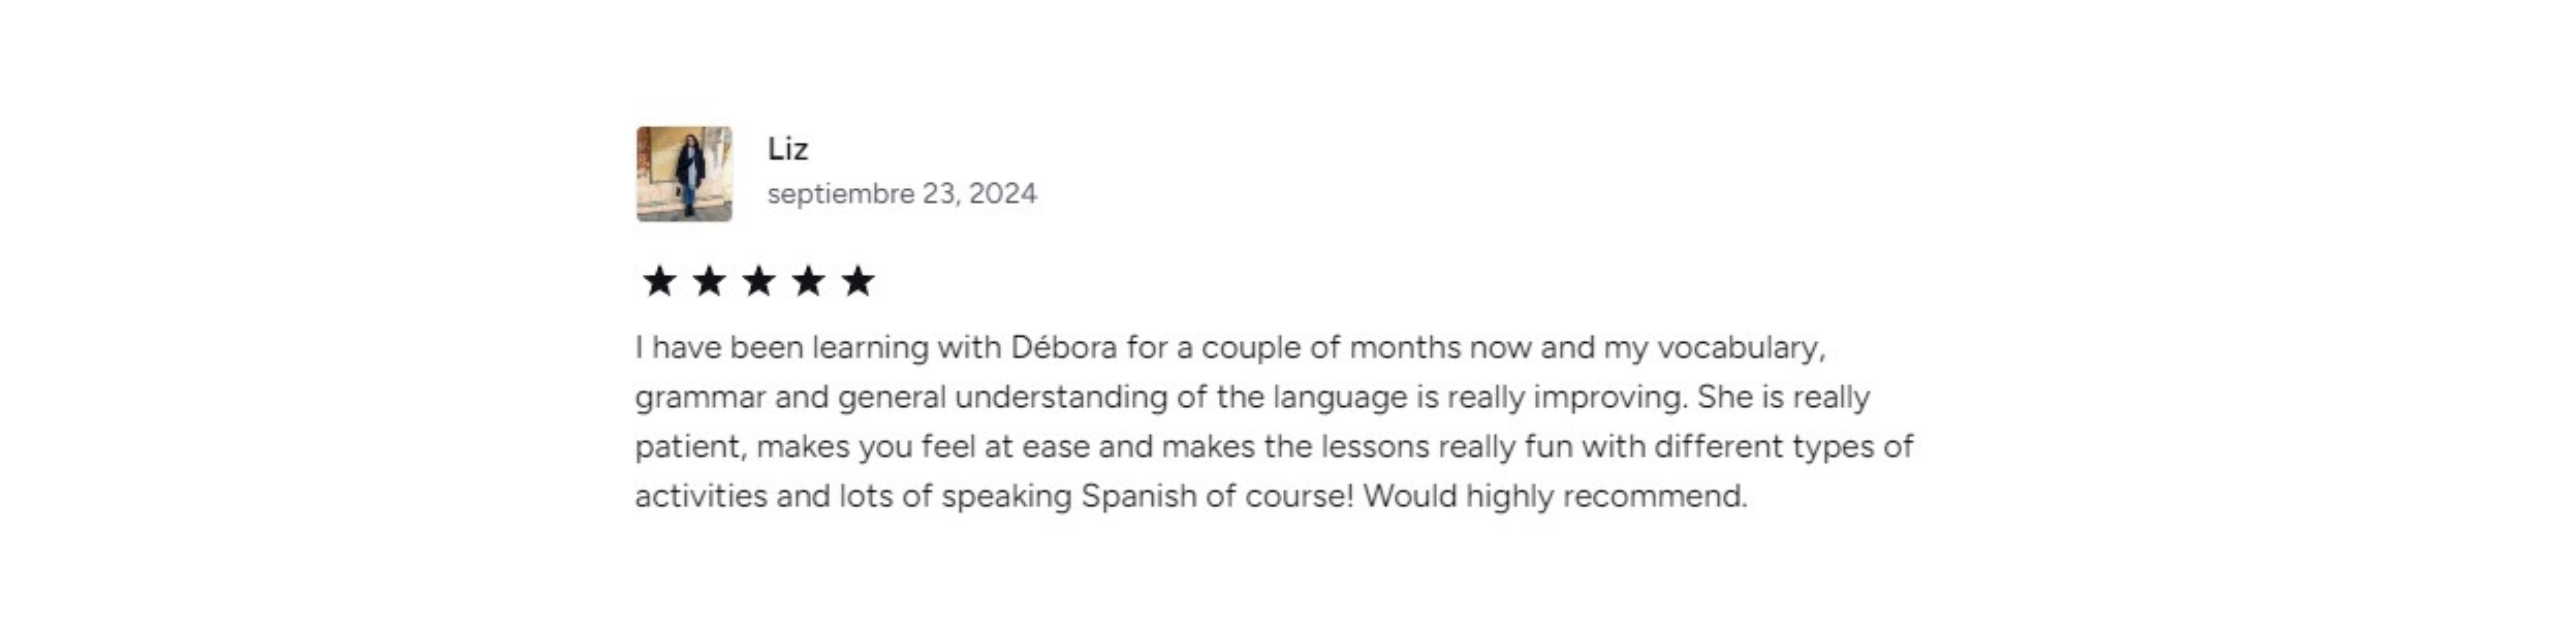 Liz
septiembre 23, 2024
I have been learning with Débora for a couple of months now and my vocabulary,
grammar and general understanding of the language is really improving. She is really
patient, makes you feel at ease and makes the lessons really fun with different types of
activities and lots of speaking Spanish of course! Would highly recommend.